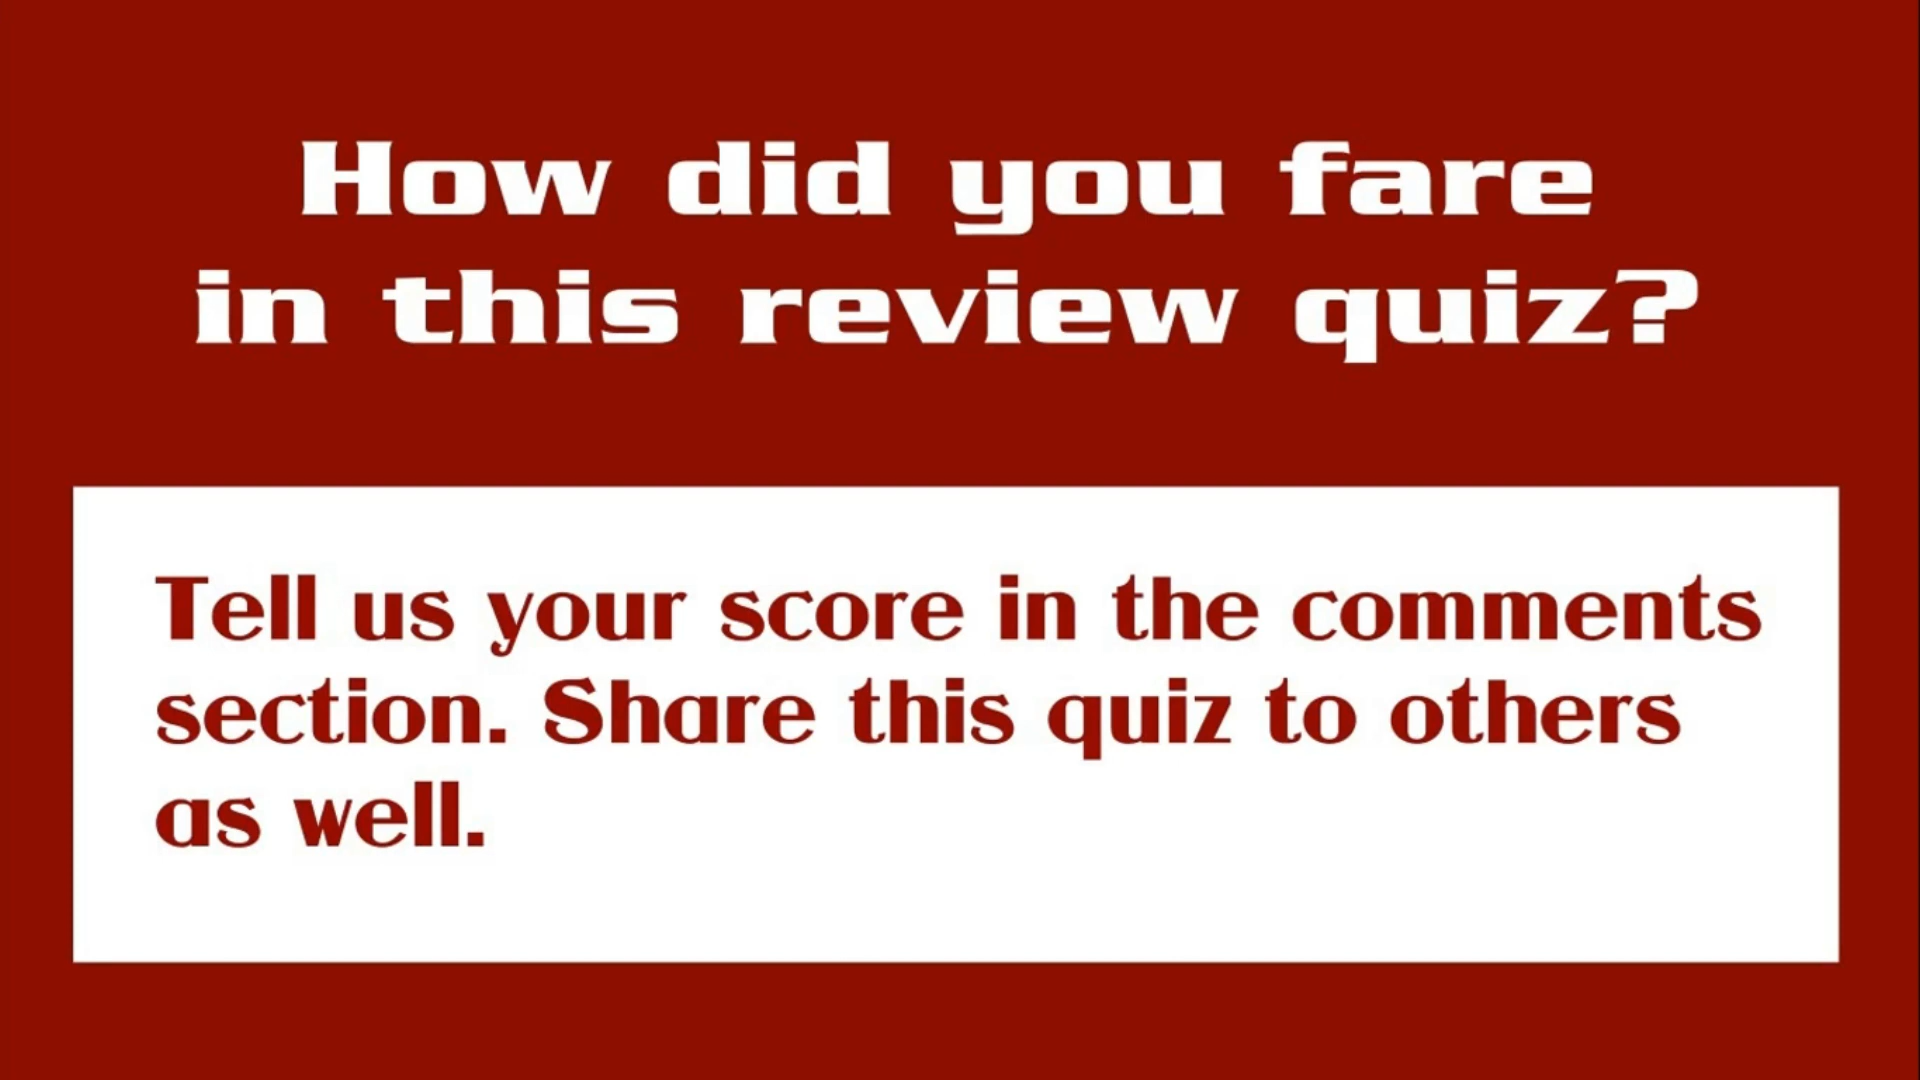 How did you fare
in this review quiz?
Tell us your score in the comments
section. Share this quiz to others
as well.